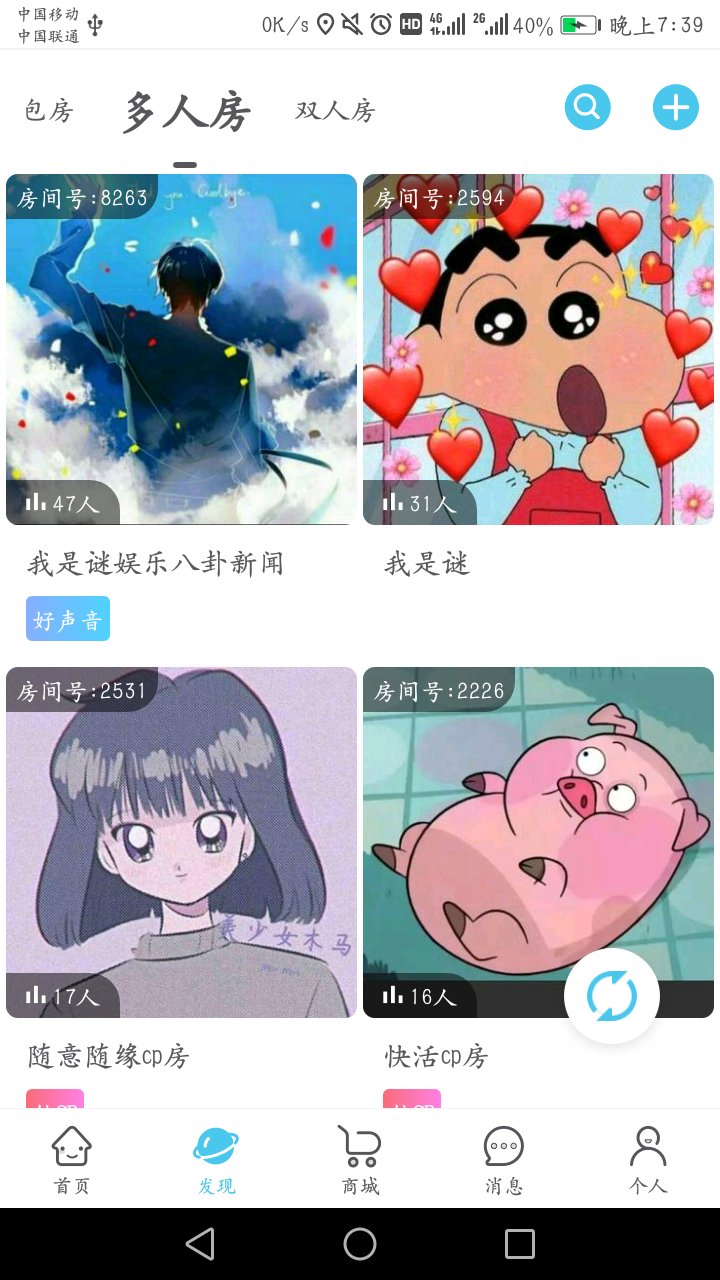 中国移动
中国联通
0K/s HD 4G 2G 40% 晚上7:39
包房 多人房 双人房
房间号:8263
房间号:2594
47人
31人
我是谜娱乐八卦新闻
我是谜
好声音
房间号:2531
房间号:2226
美少女木马
17人
16人
随意随缘cp房
快活cp房
首页
发现
商城
消息
个人